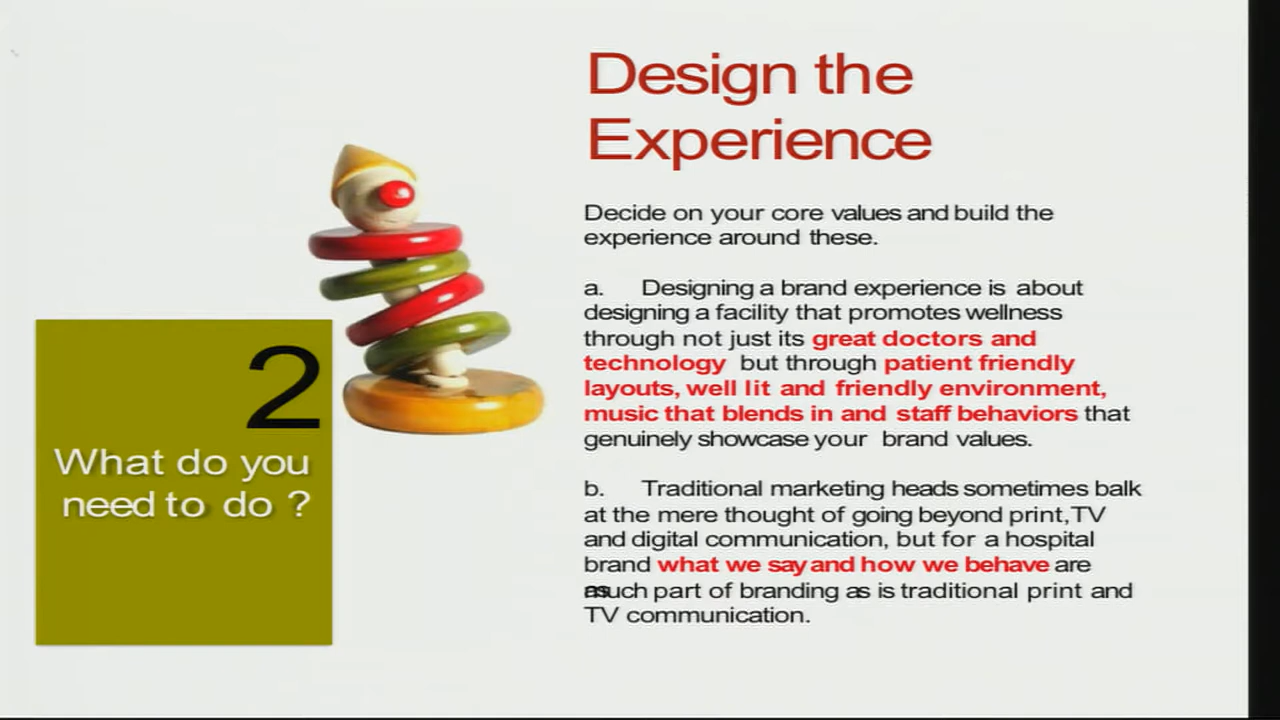 Design the
Experience
Decide on your core values and build the
experience around these.
a. Designing a brand experience is about
designing a facility that promotes wellness
through not just its great doctors and
technology but through patient friendly
layouts, well lit and friendly environment,
music that blends in and staff behaviors that
genuinely showcase your brand values.
b. Traditional marketing heads sometimes balk
at the mere thought of going beyond print, TV
and digital communication, but for a hospital
brand what we say and how we behave are
as
much part of branding as is traditional print and
TV communication.
2
What do you
need to do ?